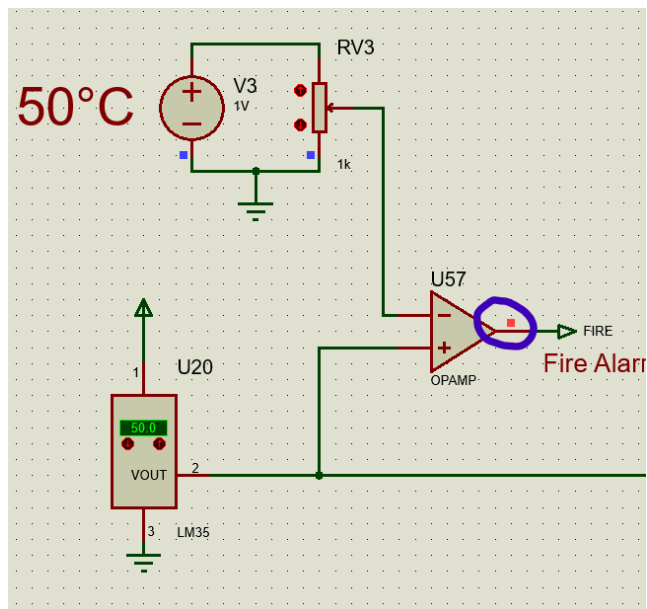 RV3
50°C
V3
1V
1k
U57
FIRE
Fire Alarm
OPAMP
1
U20
50.0
VOUT
2
3
LM35